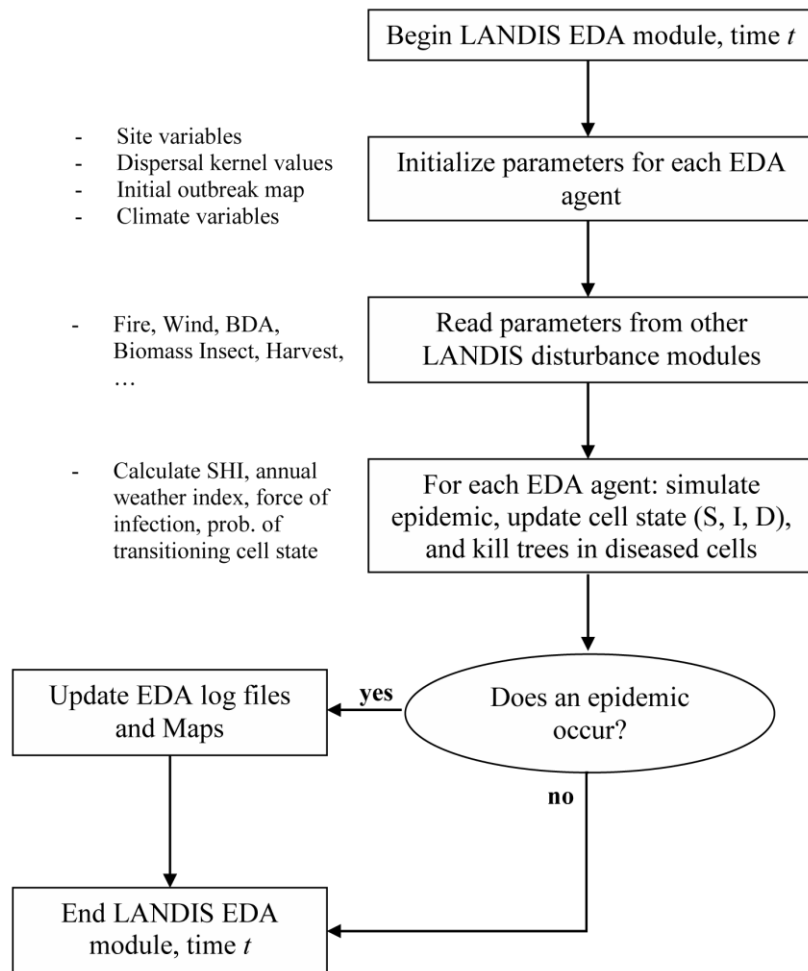 Begin LANDIS EDA module, time t
- Site variables
- Dispersal kernel values
- Initial outbreak map
- Climate variables
Initialize parameters for each EDA
agent
- Fire, Wind, BDA,
Biomass Insect, Harvest,
…
Read parameters from other
LANDIS disturbance modules
- Calculate SHI, annual
weather index, force of
infection, prob. of
transitioning cell state
For each EDA agent: simulate
epidemic, update cell state (S, I, D),
and kill trees in diseased cells
Does an epidemic
occur?
yes
Update EDA log files
and Maps
no
End LANDIS EDA
module, time t